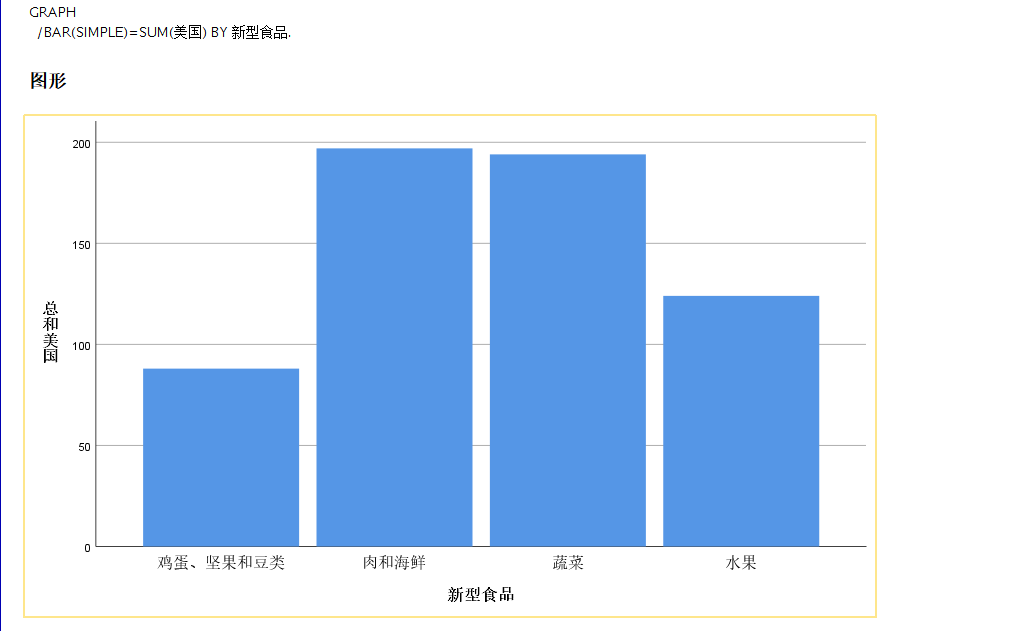 GRAPH
/BAR(SIMPLE)=SUM(美国) BY 新型食品.
图形
200
150
100
50
0
总和美国
鸡蛋、坚果和豆类
肉和海鲜
蔬菜
水果
新型食品